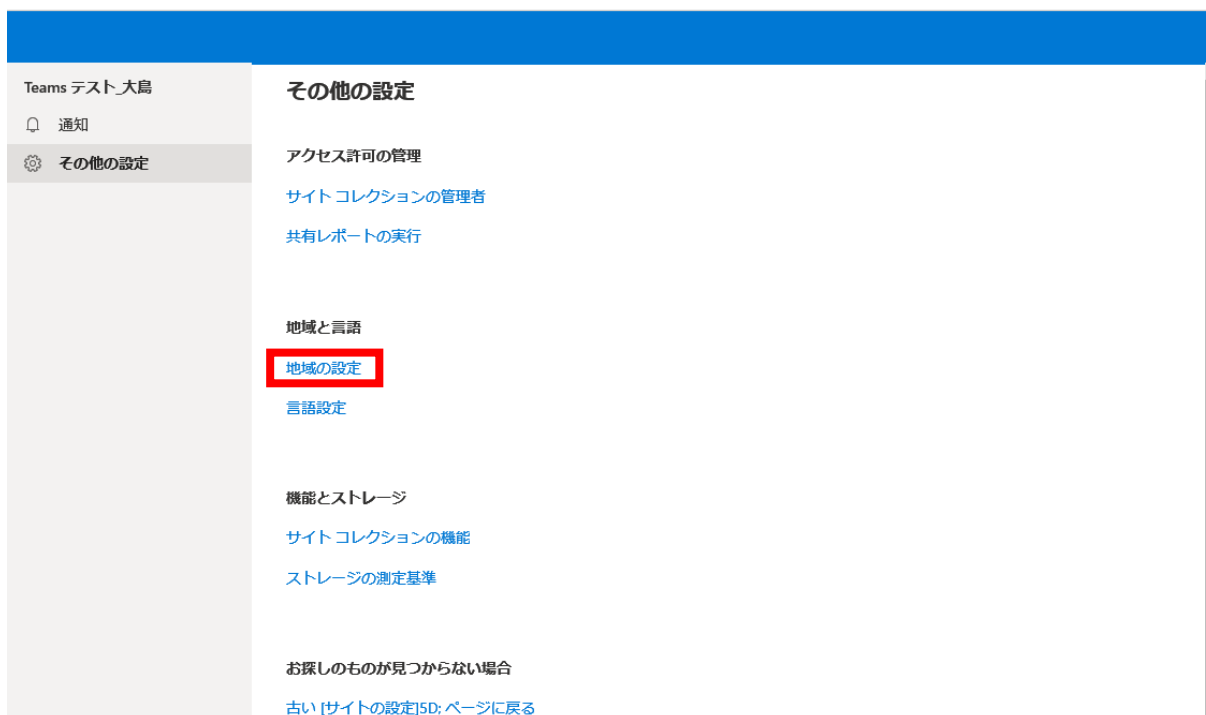 Teams テスト_大島
通知
その他の設定
その他の設定
アクセス許可の管理
サイト コレクションの管理者
共有レポートの実行
地域と言語
地域の設定
言語設定
機能とストレージ
サイト コレクションの機能
ストレージの測定基準
お探しのものが見つからない場合
古い [サイトの設定]5D; ページに戻る